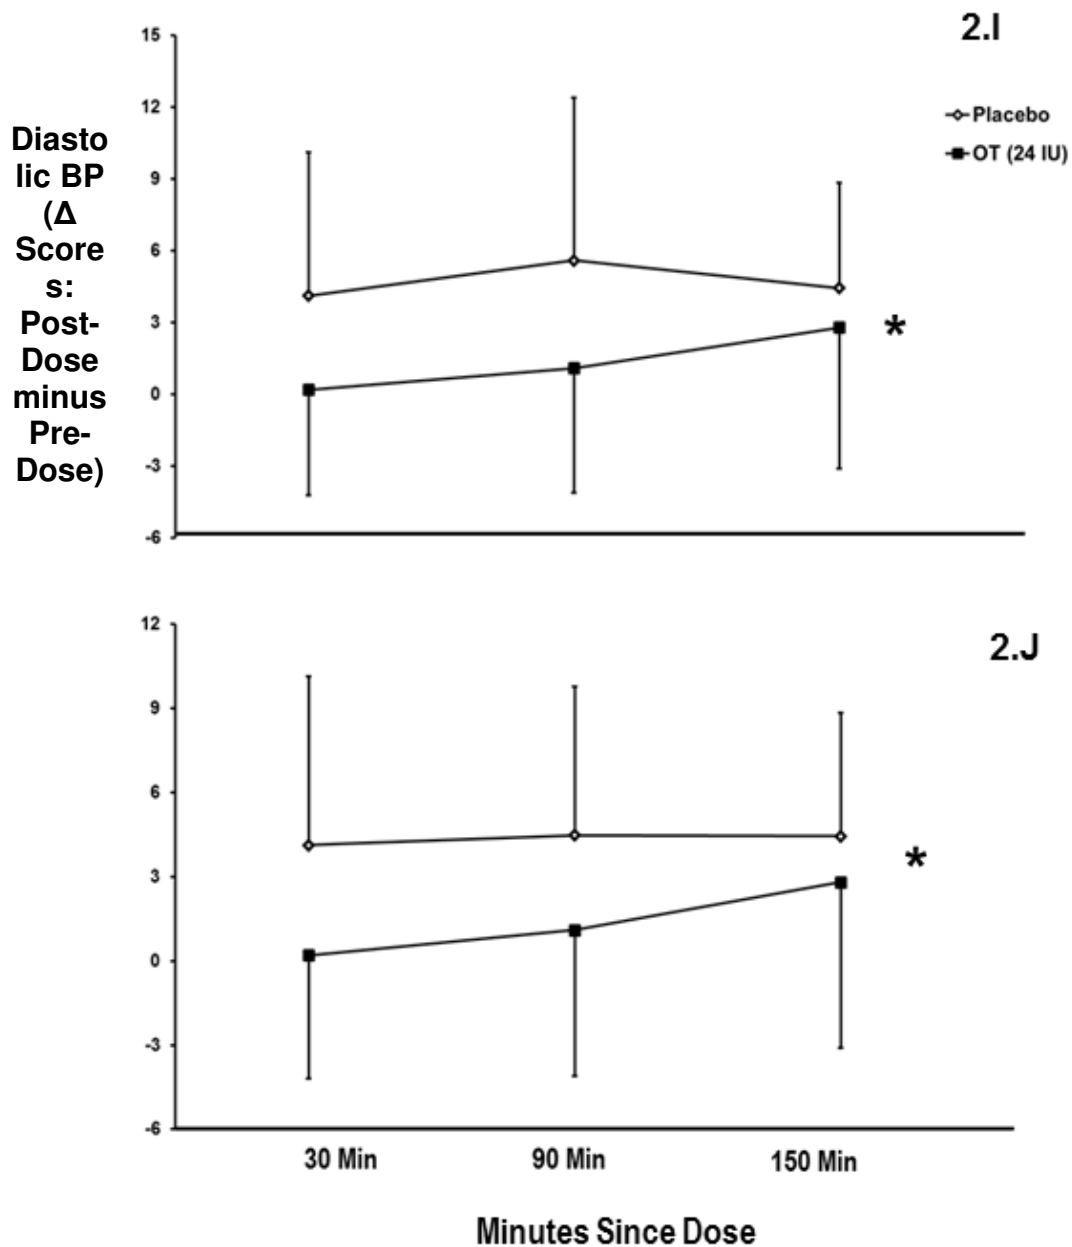 2.I
Placebo
OT (24 IU)
Diasto
lic BP
(Δ
Score
s:
Post-
Dose
minus
Pre-
Dose)
15
12
9
6
3
0
-3
-6
*
2.J
12
9
6
3
0
-3
-6
*
30 Min 90 Min 150 Min
Minutes Since Dose